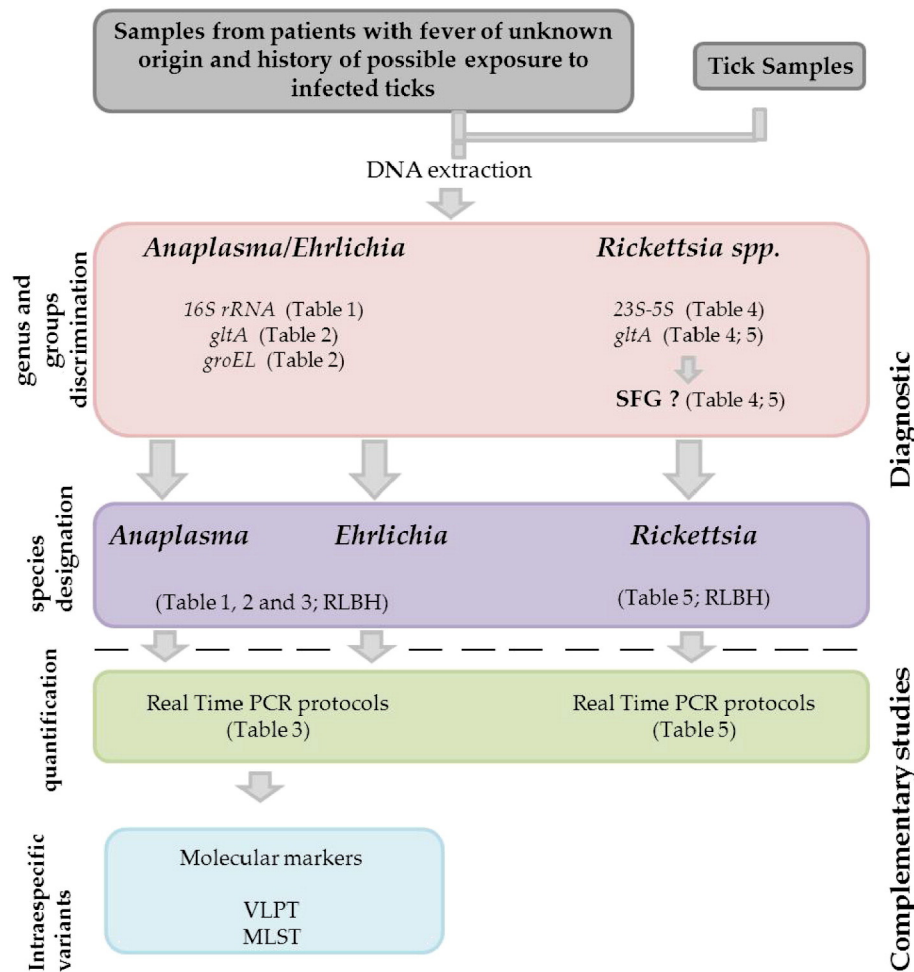 Samples from patients with fever of unknown
origin and history of possible exposure to
infected ticks
Tick Samples
DNA extraction
genus and
groups
discrimination
Anaplasma/Ehrlichia
16S rRNA (Table 1)
gltA (Table 2)
groEL (Table 2)
Rickettsia spp.
23S-5S (Table 4)
gltA (Table 4; 5)
SFG ? (Table 4; 5)
Diagnostic
species
designation
Anaplasma
Ehrlichia
(Table 1, 2 and 3; RLBH)
Rickettsia
(Table 5; RLBH)
quantification
Real Time PCR protocols
(Table 3)
Real Time PCR protocols
(Table 5)
Complementary studies
Intraespecific
variants
Molecular markers
VLPT
MLST